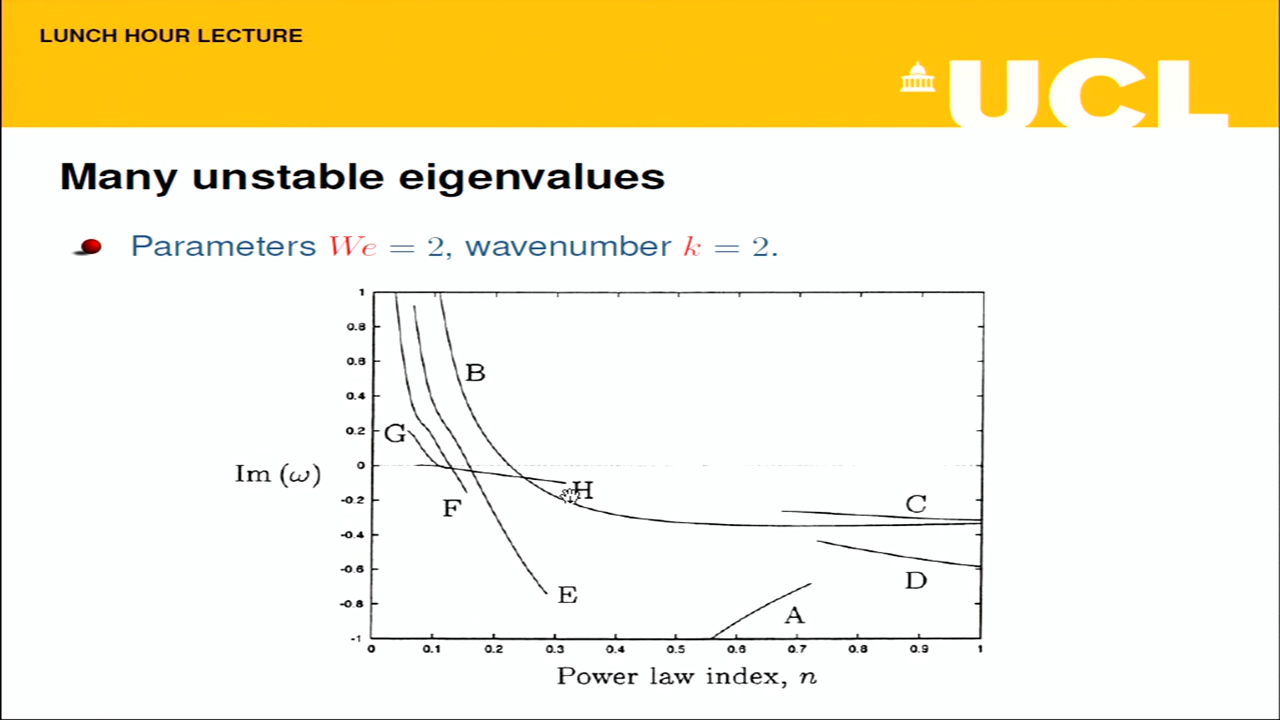 LUNCH HOUR LECTURE
UCL
Many unstable eigenvalues
Parameters We = 2, wavenumber k = 2.
1
0.8
0.6
0.4
0.2
0
-0.2
-0.4
-0.6
-0.8
-1
Im (ω)
B
G
H
F
C
E
D
A
0 0.1 0.2 0.3 0.4 0.5 0.6 0.7 0.8 0.9 1
Power law index, n